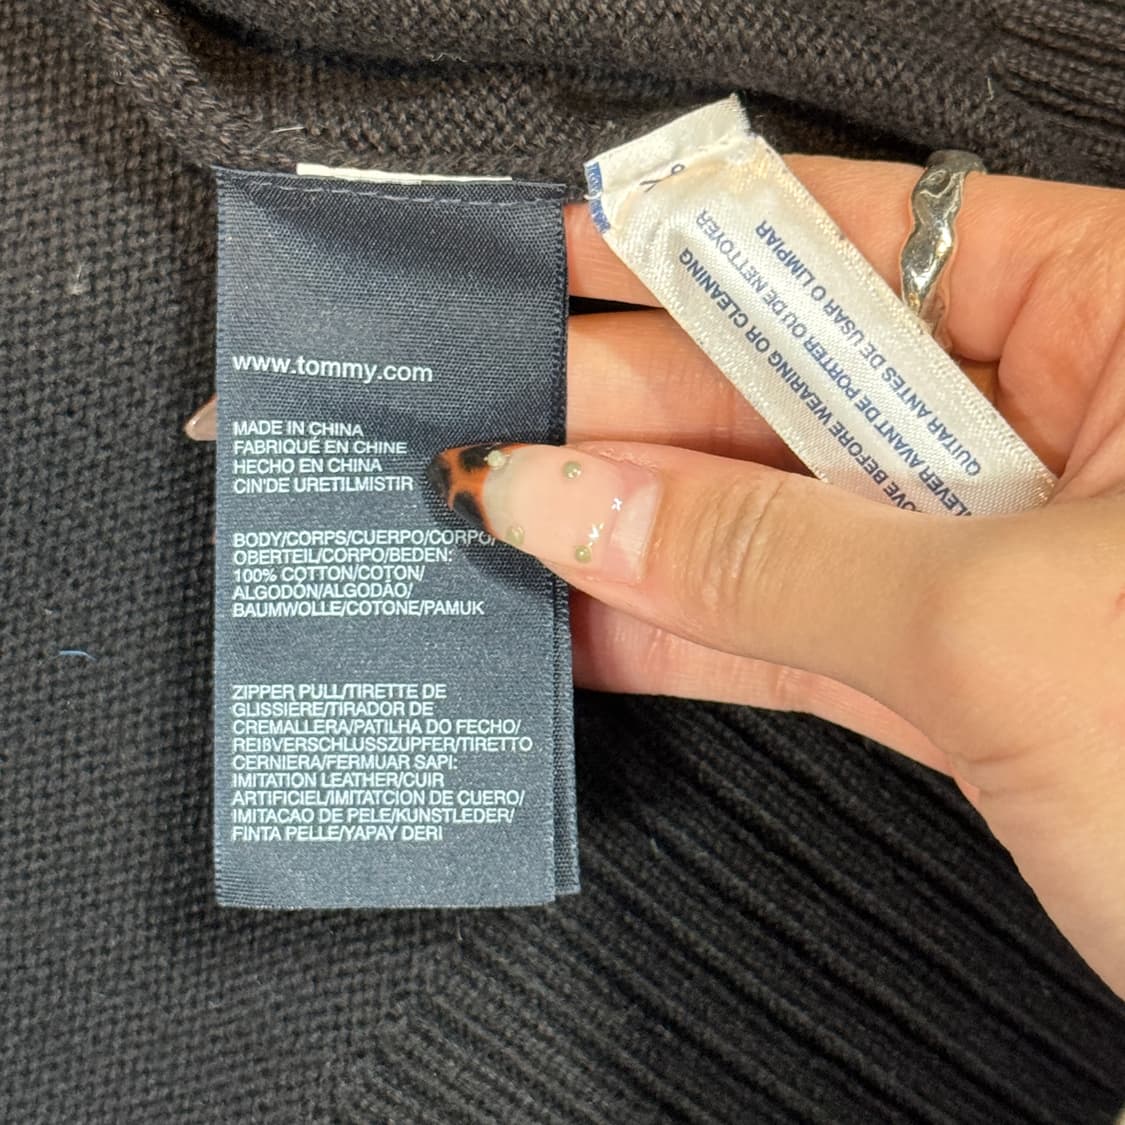 www.tommy.com
MADE IN CHINA
FABRIQUÉ EN CHINE
HECHO EN CHINA
CIN'DE URETILMISTIR
BODY/CORPS/CUERPO/CORPO/
OBERTEIL/CORPO/BEDEN:
100% COTTON/COTON/
ALGODÓN/ALGODÃO/
BAUMWOLLE/COTONE/PAMUK
ZIPPER PULL/TIRETTE DE
GLISSIÈRE/TIRADOR DE
CREMALLERA/PATILHA DO FECHO/
REIßVERSCHLUSSZUPFER/TIRETTO
CERNIERA/FERMUAR SAPI:
IMITATION LEATHER/CUIR
ARTIFICIEL/IMITATCION DE CUERO/
IMITACAO DE PELE/KUNSTLEDER/
FINTA PELLE/YAPAY DERI
BEFORE WEARING OR CLEANING
AVANT DE PORTER OU DE NETTOYER
QUITAR ANTES DE USAR O LIMPIAR